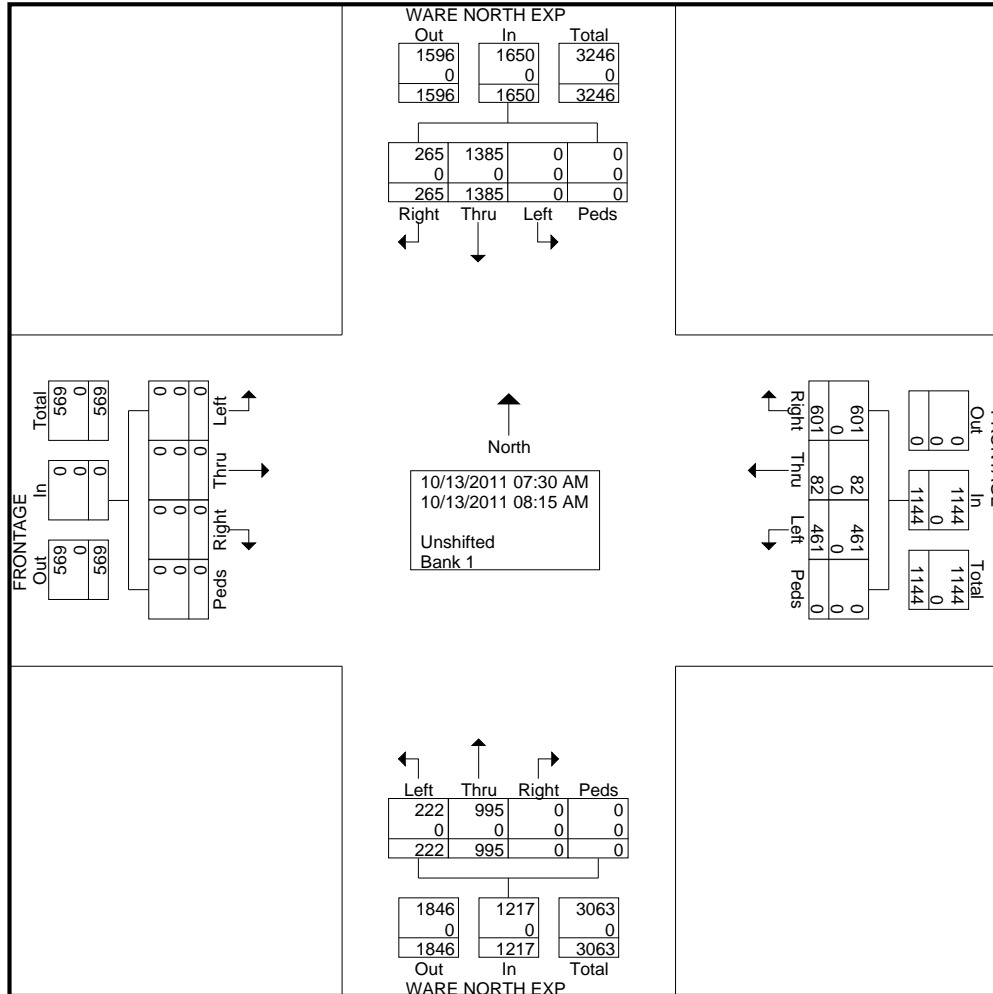 WARE NORTH EXP
Out In Total
1596 1650 3246
0 0 0
1596 1650 3246
265 1385 0 0
0 0 0 0
265 1385 0 0
Right Thru Left Peds
FRONTAGE
Total In Out
569 0 569
0 0 0
569 0 569
0 0 0 0
0 0 0 0
0 0 0 0
Left Thru Right Peds
North
10/13/2011 07:30 AM
10/13/2011 08:15 AM
Unshifted
Bank 1
Right Thru Left Peds
601 82 461 0
0 0 0 0
601 82 461 0
Out In Total
0 1144 1144
0 0 0
0 1144 1144
Left Thru Right Peds
222 995 0 0
0 0 0 0
222 995 0 0
1846 1217 3063
0 0 0
1846 1217 3063
Out In Total
WARE NORTH EXP